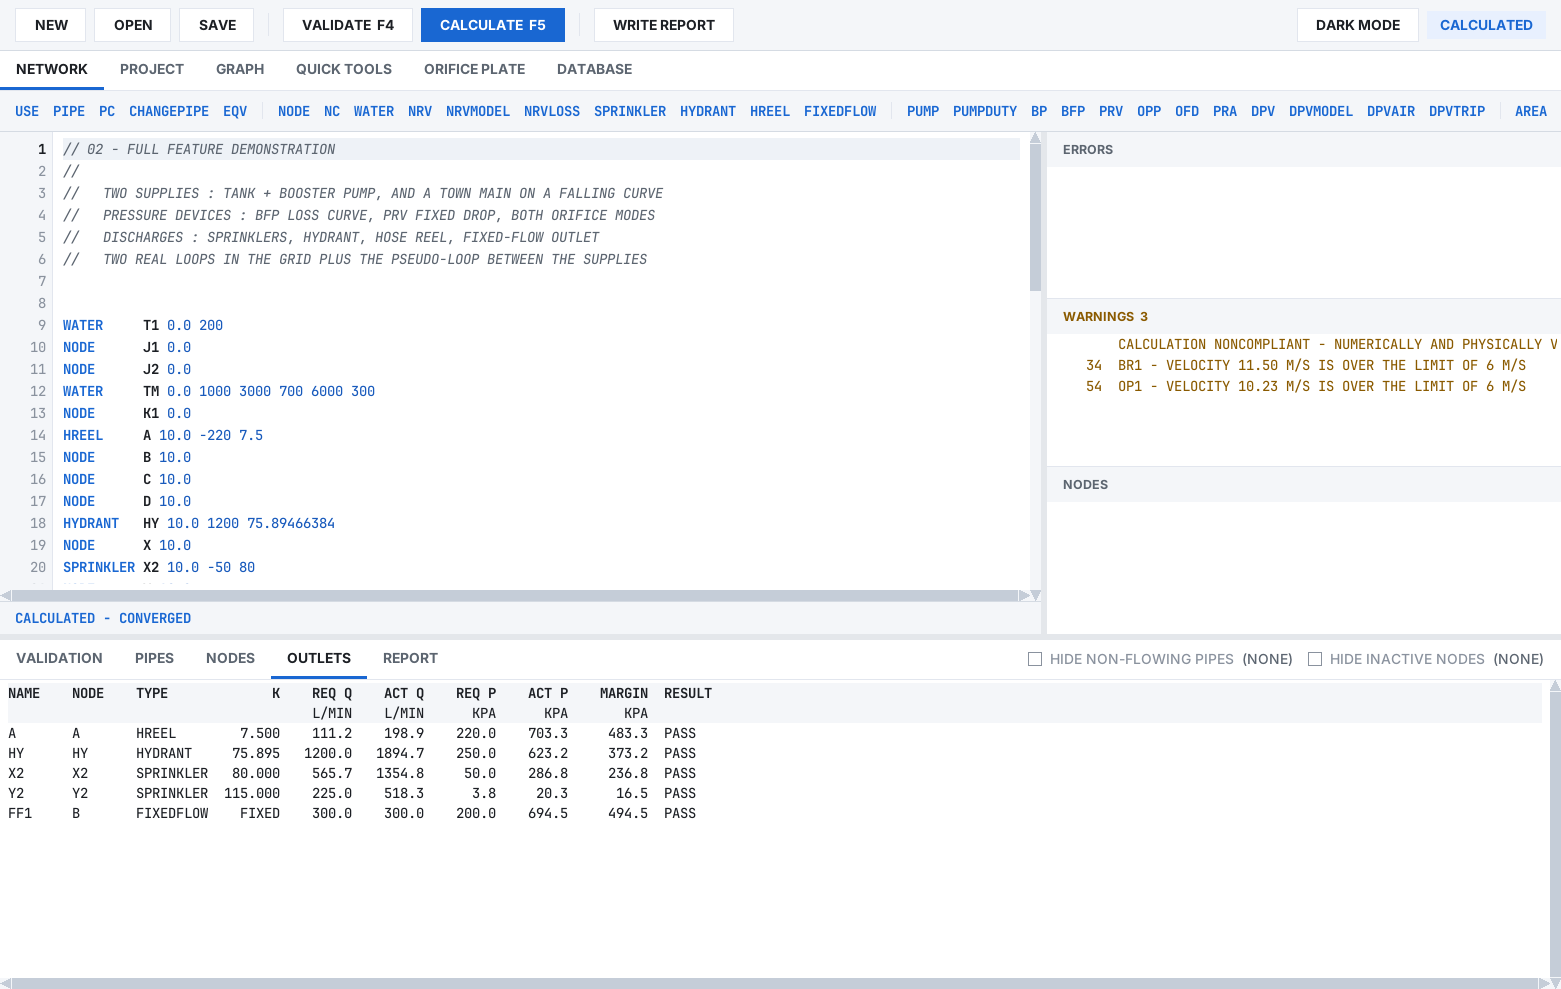 NEW OPEN SAVE VALIDATE F4 CALCULATE F5 WRITE REPORT DARK MODE CALCULATED
NETWORK PROJECT GRAPH QUICK TOOLS ORIFICE PLATE DATABASE
USE PIPE PC CHANGEPIPE EQV NODE NC WATER NRV NRVMODEL NRVLOSS SPRINKLER HYDRANT HREEL FIXEDFLOW PUMP PUMPDUTY BP BFP PRV OPP OFD PRA DPV DPVMODEL DPVAIR DPVTRIP AREA
1 // 02 - FULL FEATURE DEMONSTRATION
2 //
3 // TWO SUPPLIES : TANK + BOOSTER PUMP, AND A TOWN MAIN ON A FALLING CURVE
4 // PRESSURE DEVICES : BFP LOSS CURVE, PRV FIXED DROP, BOTH ORIFICE MODES
5 // DISCHARGES : SPRINKLERS, HYDRANT, HOSE REEL, FIXED-FLOW OUTLET
6 // TWO REAL LOOPS IN THE GRID PLUS THE PSEUDO-LOOP BETWEEN THE SUPPLIES
7
8
9 WATER T1 0.0 200
10 NODE J1 0.0
11 NODE J2 0.0
12 WATER TM 0.0 1000 3000 700 6000 300
13 NODE K1 0.0
14 HREEL A 10.0 -220 7.5
15 NODE B 10.0
16 NODE C 10.0
17 NODE D 10.0
18 HYDRANT HY 10.0 1200 75.89466384
19 NODE X 10.0
20 SPRINKLER X2 10.0 -50 80
CALCULATED - CONVERGED
ERRORS
WARNINGS 3
CALCULATION NONCOMPLIANT - NUMERICALLY AND PHYSICALLY V
34 BR1 - VELOCITY 11.50 M/S IS OVER THE LIMIT OF 6 M/S
54 OP1 - VELOCITY 10.23 M/S IS OVER THE LIMIT OF 6 M/S
NODES
VALIDATION PIPES NODES OUTLETS REPORT HIDE NON-FLOWING PIPES (NONE) HIDE INACTIVE NODES (NONE)
NAME NODE TYPE K REQ Q ACT Q REQ P ACT P MARGIN RESULT
L/MIN L/MIN KPA KPA KPA
A A HREEL 7.500 111.2 198.9 220.0 703.3 483.3 PASS
HY HY HYDRANT 75.895 1200.0 1894.7 250.0 623.2 373.2 PASS
X2 X2 SPRINKLER 80.000 565.7 1354.8 50.0 286.8 236.8 PASS
Y2 Y2 SPRINKLER 115.000 225.0 518.3 3.8 20.3 16.5 PASS
FF1 B FIXEDFLOW FIXED 300.0 300.0 200.0 694.5 494.5 PASS